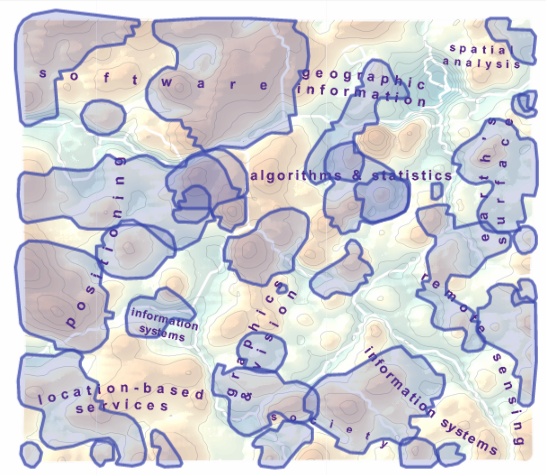 spatial
analysis
software
geographic
information
earth's
surface
algorithms & statistics
positioning
remote sensing
graphics
& vision
information
systems
location-based
services
information systems
society